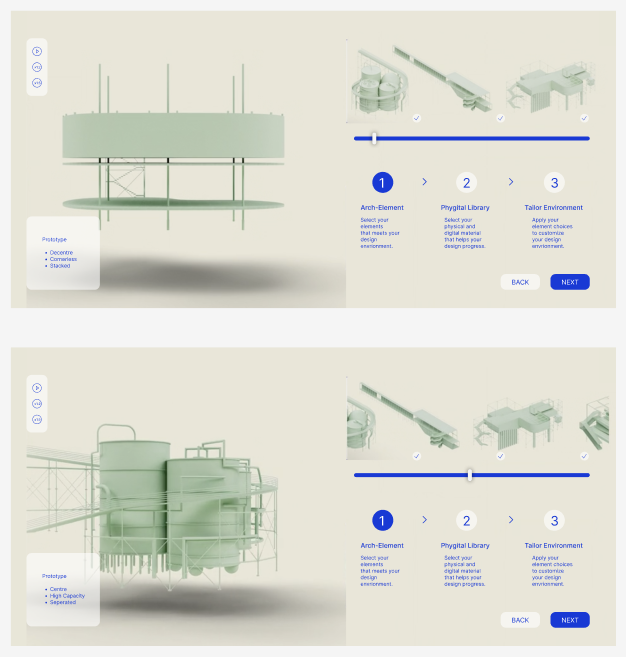 Prototype
Decentre
Cornerless
Stacked
1
2
3
Arch-Element
Phygital Library
Tailor Environment
Select your
elements
that meets your
design
environment.
Select your
physical and
digital material
that helps your
design progress.
Apply your
element choices
to customize
your design
environment.
BACK
NEXT
Prototype
Centre
High Capacity
Seperated
1
2
3
Arch-Element
Phygital Library
Tailor Environment
Select your
elements
that meets your
design
environment.
Select your
physical and
digital material
that helps your
design progress.
Apply your
element choices
to customize
your design
environment.
BACK
NEXT